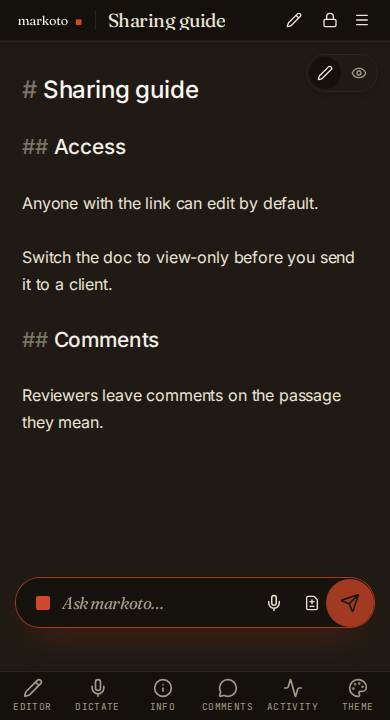 markoto
Sharing guide
# Sharing guide
## Access
Anyone with the link can edit by default.
Switch the doc to view-only before you send
it to a client.
## Comments
Reviewers leave comments on the passage
they mean.
Ask markoto...
EDITOR DICTATE INFO COMMENTS ACTIVITY THEME